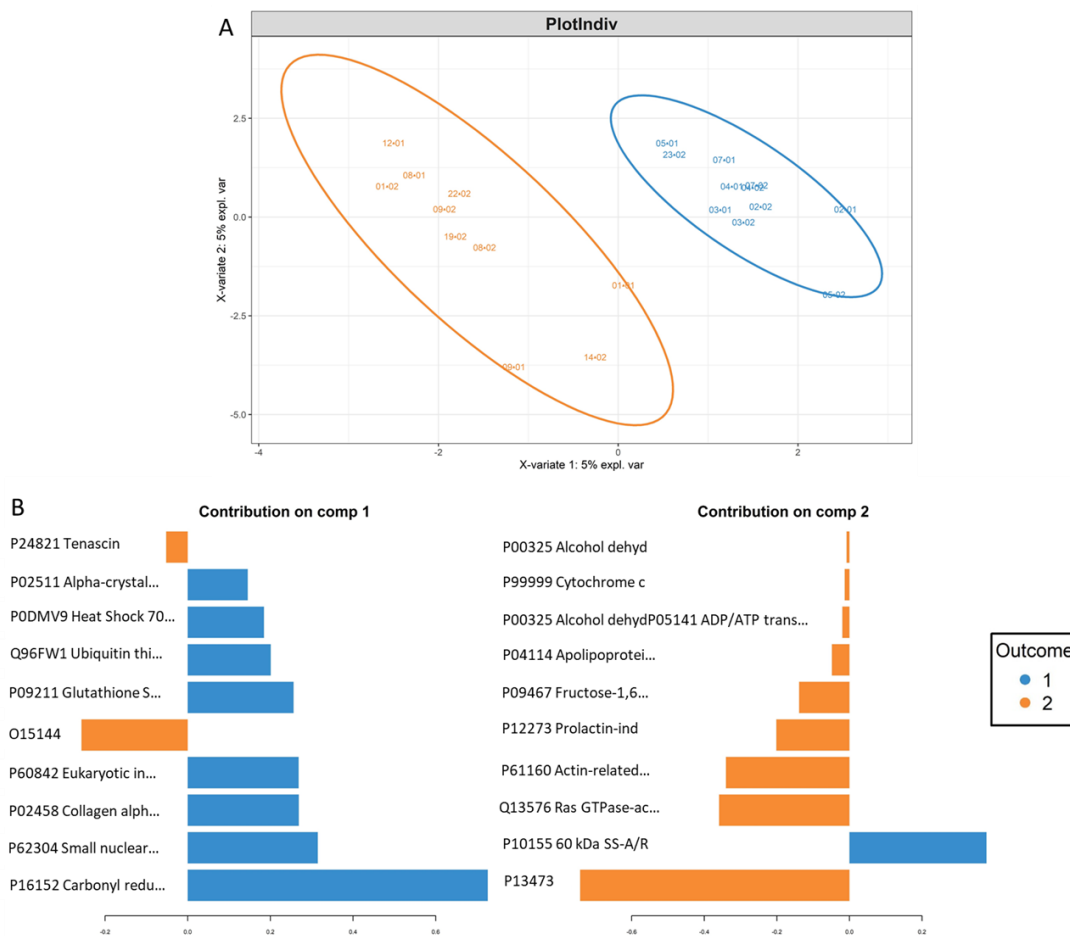 A
PlotIndiv
X-variate 2: 5% expl. var
2.5
0.0
-2.5
-5.0
12•01
08•01
01•02
22•02
09•02
19•02
08•02
01•01
14•02
09•01
05•01
23•02
07•01
04•01
07•02
04•02
03•01
02•02
02•01
03•02
05•02
-4
-2
0
2
X-variate 1: 5% expl. var
B
Contribution on comp 1
P24821 Tenascin
P02511 Alpha-crystal...
P0DMV9 Heat Shock 70...
Q96FW1 Ubiquitin thi...
P09211 Glutathione S...
O15144
P60842 Eukaryotic in...
P02458 Collagen alph...
P62304 Small nuclear...
P16152 Carbonyl redu...
-0.2
0.0
0.2
0.4
0.6
Contribution on comp 2
P00325 Alcohol dehyd
P99999 Cytochrome c
P00325 Alcohol dehydP05141 ADP/ATP trans...
P04114 Apolipoprotei...
P09467 Fructose-1,6...
P12273 Prolactin-ind
P61160 Actin-related...
Q13576 Ras GTPase-ac...
P10155 60 kDa SS-A/R
P13473
-0.6
-0.4
-0.2
0.0
0.2
Outcome
1
2